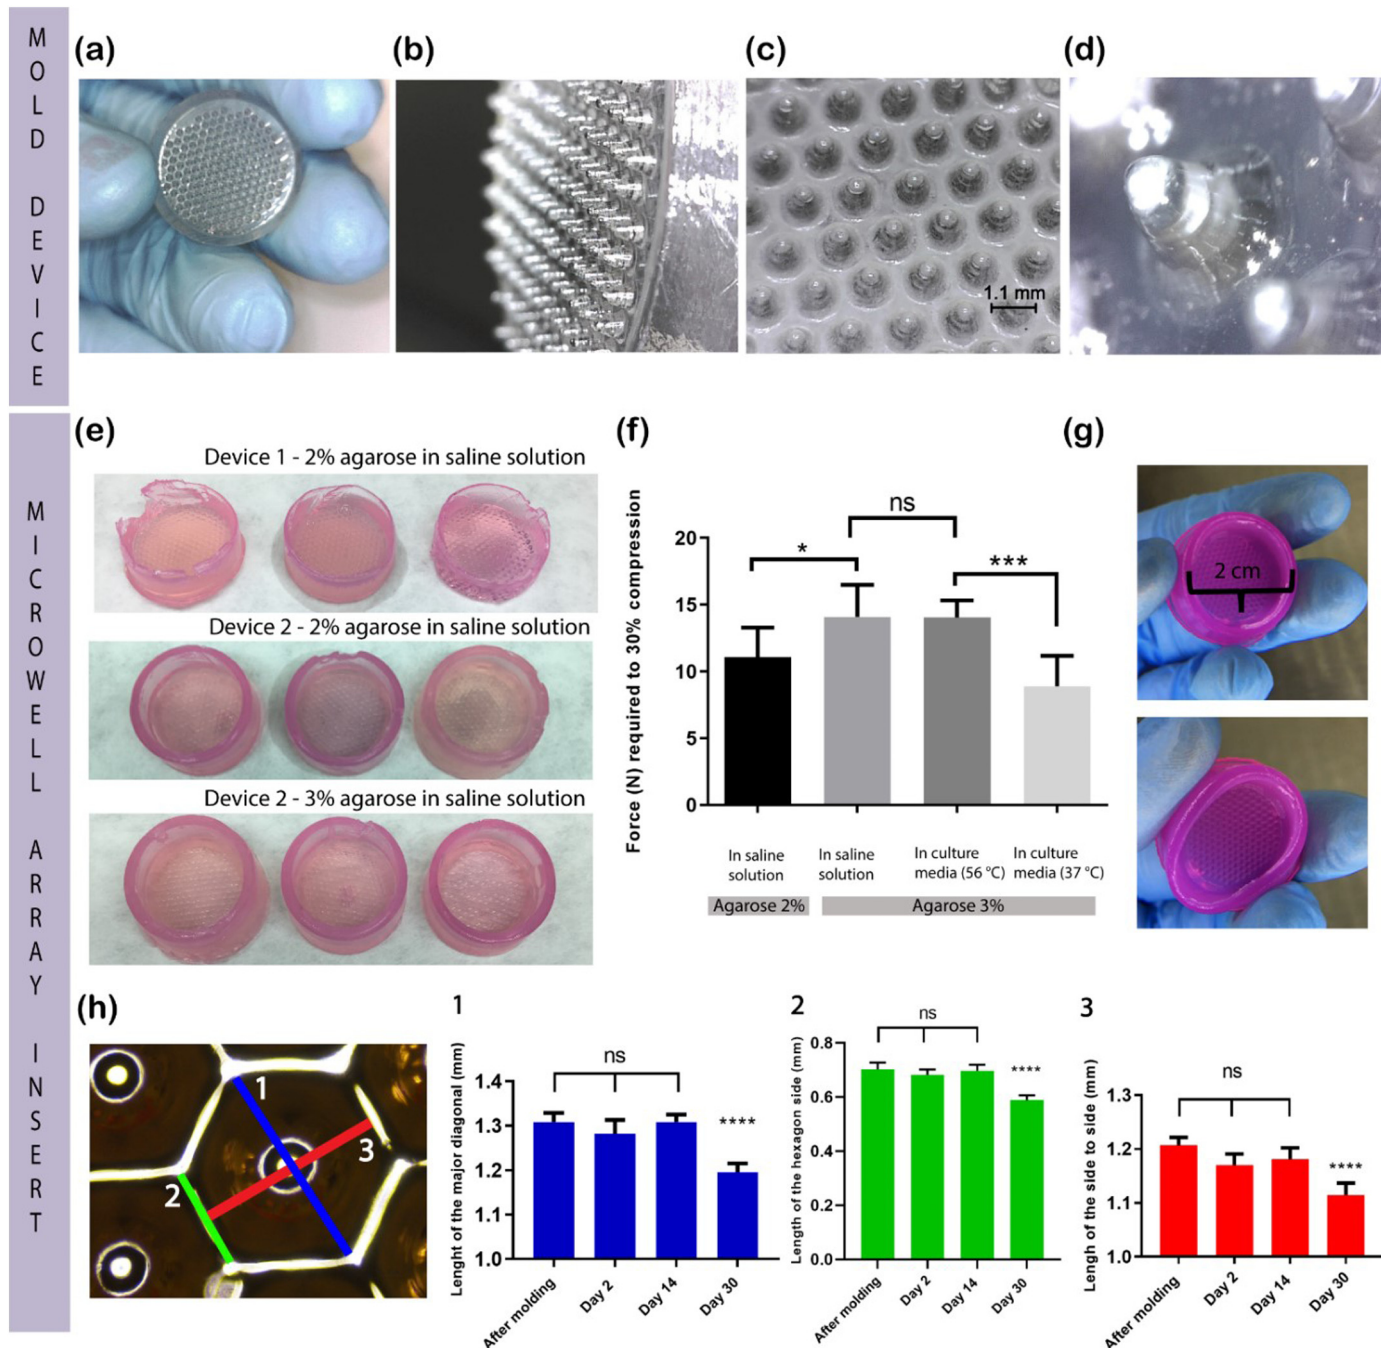 MOLD DEVICE
(a)
(b)
(c)
(d)
1.1 mm
MICROWELL ARRAY INSERT
(e)
Device 1 - 2% agarose in saline solution
Device 2 - 2% agarose in saline solution
Device 2 - 3% agarose in saline solution
(f)
Force (N) required to 30% compression
20
15
10
5
0
*
ns
***
In saline
solution
In saline
solution
In culture
media (56 °C)
In culture
media (37 °C)
Agarose 2%
Agarose 3%
(g)
2 cm
(h)
1
2
3
1
Lenght of the major diagonal (mm)
1.4
1.3
1.2
1.1
1.0
ns
****
After molding
Day 2
Day 14
Day 30
2
Length of the hexagon side (mm)
0.8
0.6
0.4
0.2
0.0
ns
****
After molding
Day 2
Day 14
Day 30
3
Lengh of the side to side (mm)
1.3
1.2
1.1
1.0
ns
****
After molding
Day 2
Day 14
Day 30